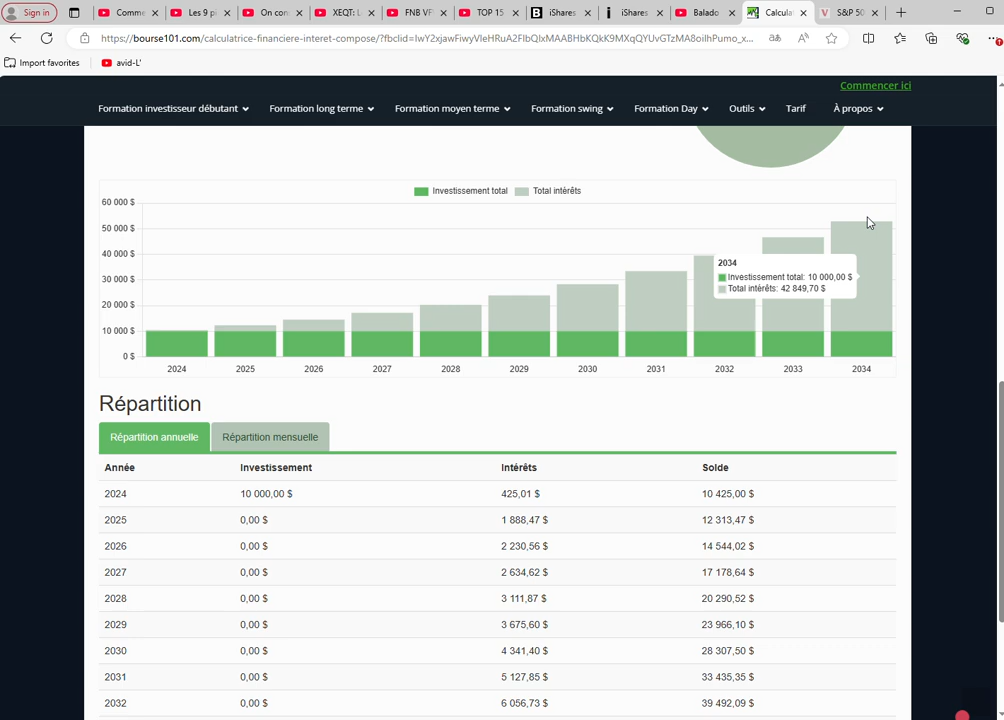 Sign in
Comme
Les 9 pi
On con
XEQT: L
FNB VF
TOP 15
iShares
iShares
Balado
Calcula
S&P 50
https://bourse101.com/calculatrice-financiere-interet-compose/?fbclid=IwY2xjawFiwyVleHRuA2FlbQIxMAABHbKQkK9MXqQYUvGTzMA8oiIhPumo_x...
Import favorites
avid-L'
Commencer ici
Formation investisseur débutant
Formation long terme
Formation moyen terme
Formation swing
Formation Day
Outils
Tarif
À propos
Investissement total
Total intérêts
60 000 $
50 000 $
40 000 $
30 000 $
20 000 $
10 000 $
0 $
2034
Investissement total: 10 000,00 $
Total intérêts: 42 849,70 $
2024 2025 2026 2027 2028 2029 2030 2031 2032 2033 2034
Répartition
Répartition annuelle
Répartition mensuelle
Année Investissement Intérêts Solde
2024 10 000,00 $ 425,01 $ 10 425,00 $
2025 0,00 $ 1 888,47 $ 12 313,47 $
2026 0,00 $ 2 230,56 $ 14 544,02 $
2027 0,00 $ 2 634,62 $ 17 178,64 $
2028 0,00 $ 3 111,87 $ 20 290,52 $
2029 0,00 $ 3 675,60 $ 23 966,10 $
2030 0,00 $ 4 341,40 $ 28 307,50 $
2031 0,00 $ 5 127,85 $ 33 435,35 $
2032 0,00 $ 6 056,73 $ 39 492,09 $